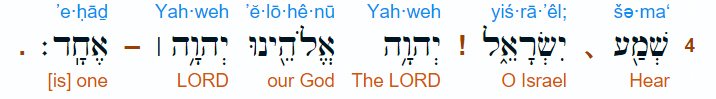 ’e·ḥāḏ Yah·weh ’ĕ·lō·hê·nū Yah·weh yiś·rā·’êl; šə·ma‘
4 שְׁמַ֖ע ، יִשְׂרָאֵ֑ל ! יְהוָ֥ה אֱלֹהֵ֖ינוּ יְהוָ֥ה ׀ – אֶחָֽד׃ .
[is] one LORD our God The LORD O Israel Hear